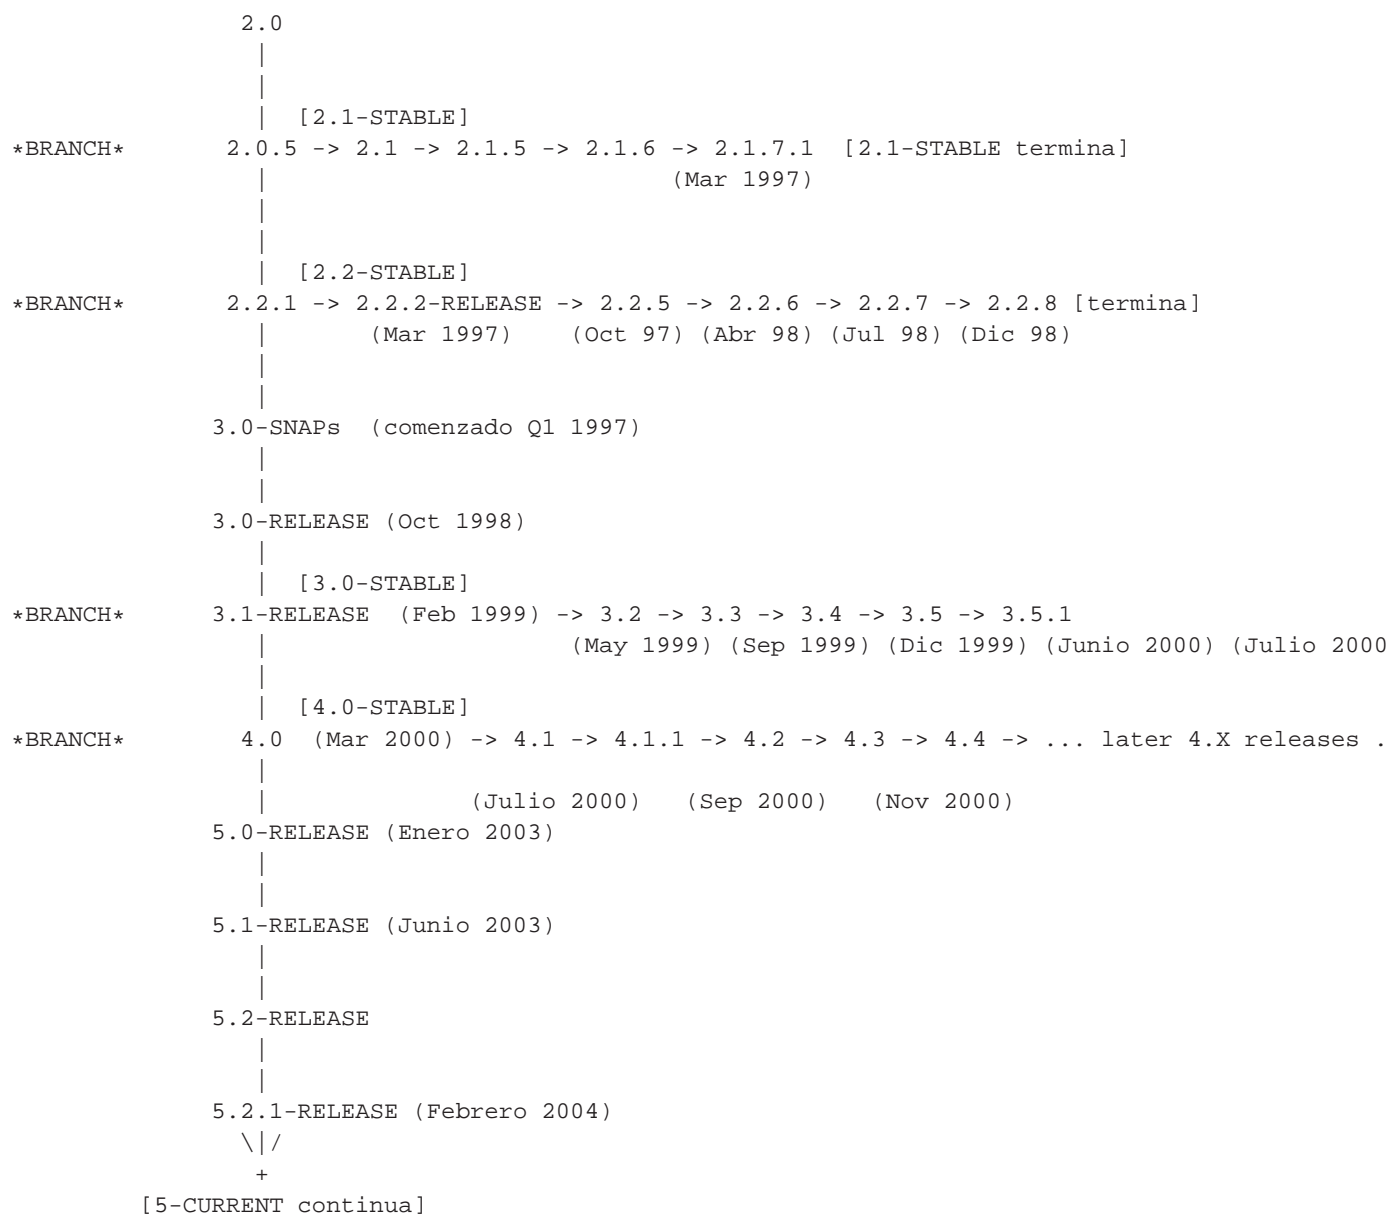 2.0
|
|
| [2.1-STABLE]
*BRANCH* 2.0.5 -> 2.1 -> 2.1.5 -> 2.1.6 -> 2.1.7.1 [2.1-STABLE termina]
| (Mar 1997)
|
|
| [2.2-STABLE]
*BRANCH* 2.2.1 -> 2.2.2-RELEASE -> 2.2.5 -> 2.2.6 -> 2.2.7 -> 2.2.8 [termina]
| (Mar 1997) (Oct 97) (Abr 98) (Jul 98) (Dic 98)
|
|
3.0-SNAPs (comenzado Q1 1997)
|
|
3.0-RELEASE (Oct 1998)
|
| [3.0-STABLE]
*BRANCH* 3.1-RELEASE (Feb 1999) -> 3.2 -> 3.3 -> 3.4 -> 3.5 -> 3.5.1
| (May 1999) (Sep 1999) (Dic 1999) (Junio 2000) (Julio 2000
|
| [4.0-STABLE]
*BRANCH* 4.0 (Mar 2000) -> 4.1 -> 4.1.1 -> 4.2 -> 4.3 -> 4.4 -> ... later 4.X releases .
|
| (Julio 2000) (Sep 2000) (Nov 2000)
5.0-RELEASE (Enero 2003)
|
|
5.1-RELEASE (Junio 2003)
|
|
5.2-RELEASE
|
|
5.2.1-RELEASE (Febrero 2004)
\|/
+
[5-CURRENT continua]